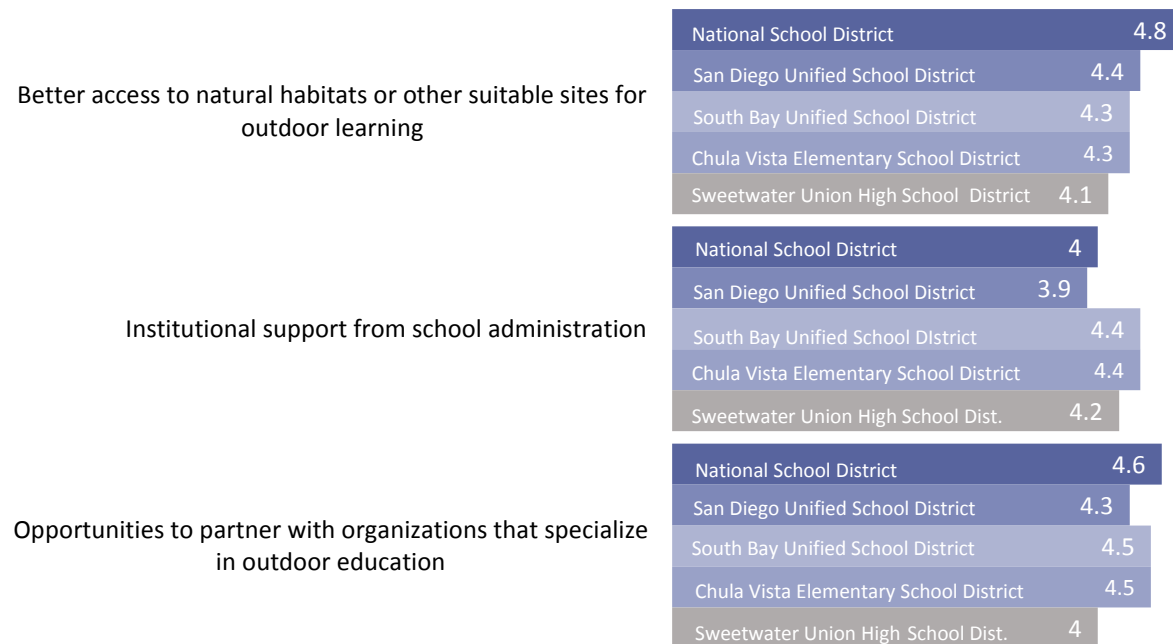 Better access to natural habitats or other suitable sites for
outdoor learning
National School District 4.8
San Diego Unified School District 4.4
South Bay Unified School District 4.3
Chula Vista Elementary School District 4.3
Sweetwater Union High School District 4.1
Institutional support from school administration
National School District 4
San Diego Unified School District 3.9
South Bay Unified School DIstrict 4.4
Chula Vista Elementary School District 4.4
Sweetwater Union High School Dist. 4.2
Opportunities to partner with organizations that specialize
in outdoor education
National School District 4.6
San Diego Unified School District 4.3
South Bay Unified School District 4.5
Chula Vista Elementary School District 4.5
Sweetwater Union High School Dist. 4